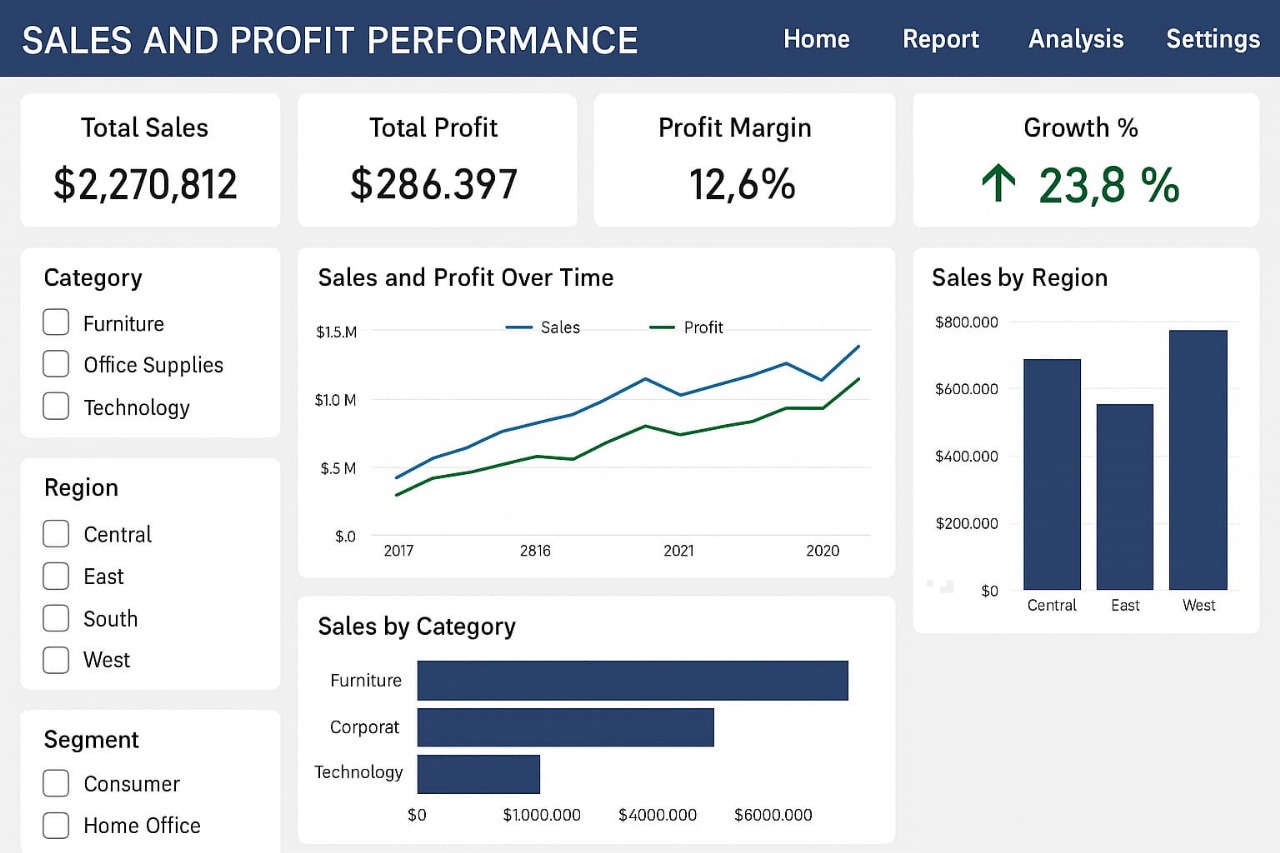 SALES AND PROFIT PERFORMANCE
Home Report Analysis Settings
Total Sales
$2,270,812
Total Profit
$286.397
Profit Margin
12,6%
Growth %
↑ 23,8 %
Category
Furniture
Office Supplies
Technology
Region
Central
East
South
West
Segment
Consumer
Home Office
Sales and Profit Over Time
Sales Profit
$1.5.M
$1.0 M
$.5 M
$.0
2017 2816 2021 2020
Sales by Category
Furniture
Corporat
Technology
$0 $1.000.000 $4000.000 $6000.000
Sales by Region
$800.000
$600.000
$400.000
$200.000
$0
Central East West